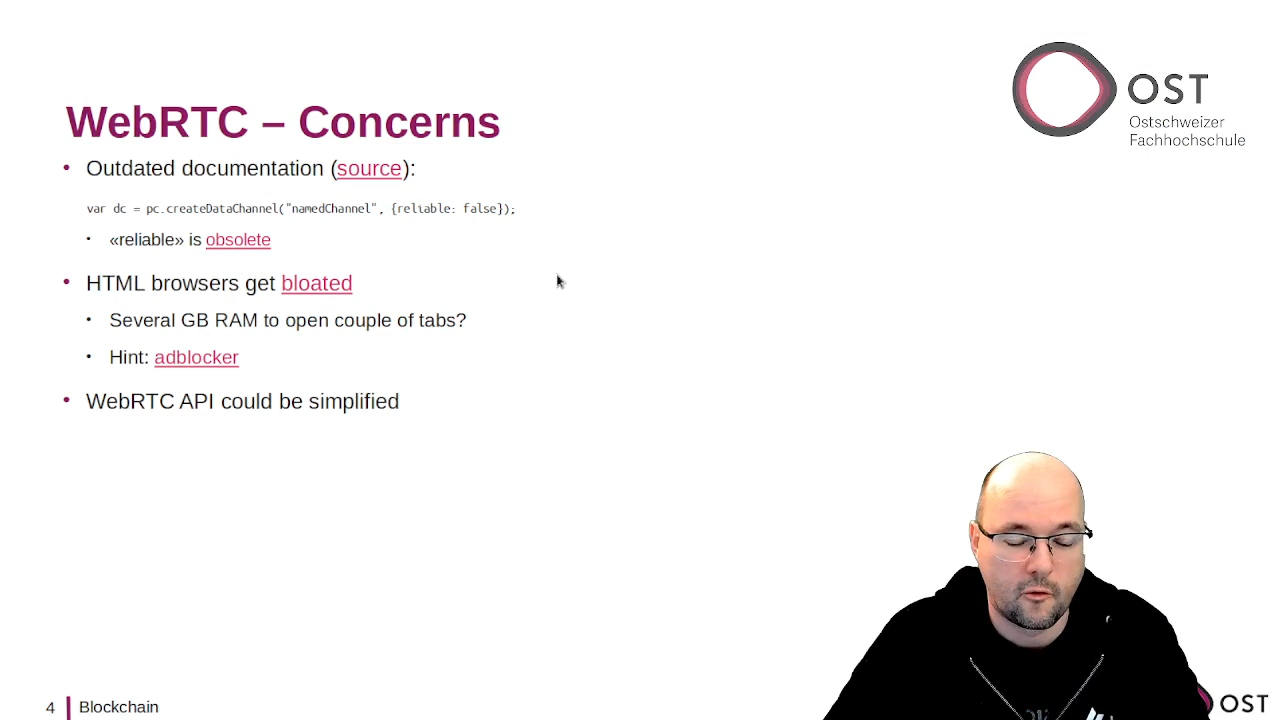 OST
Ostschweizer
Fachhochschule
WebRTC – Concerns
• Outdated documentation (source):
var dc = pc.createDataChannel("namedChannel", {reliable: false});
• «reliable» is obsolete
• HTML browsers get bloated
• Several GB RAM to open couple of tabs?
• Hint: adblocker
• WebRTC API could be simplified
4 Blockchain
OST